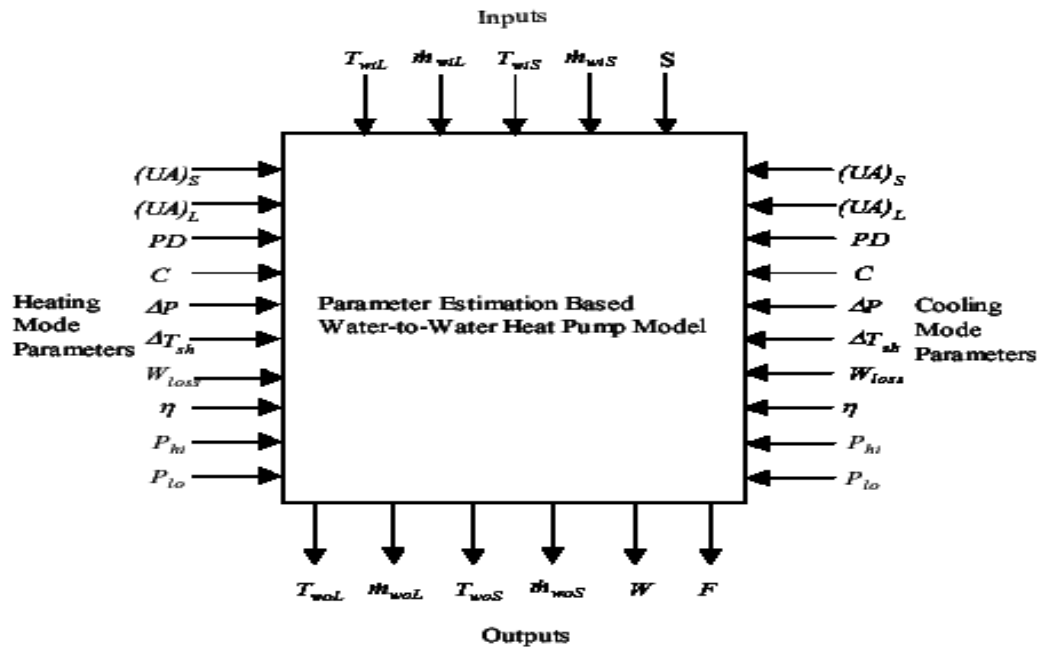 Inputs
T_wiL ṁ_wiL T_wiS ṁ_wiS S
(UA)_S
(UA)_L
PD
C
ΔP
ΔT_sh
W_loss
η
P_hi
P_lo
Heating
Mode
Parameters
Parameter Estimation Based
Water-to-Water Heat Pump Model
(UA)_S
(UA)_L
PD
C
ΔP
ΔT_sh
W_loss
η
P_hi
P_lo
Cooling
Mode
Parameters
T_woL ṁ_woL T_woS ṁ_woS W F
Outputs